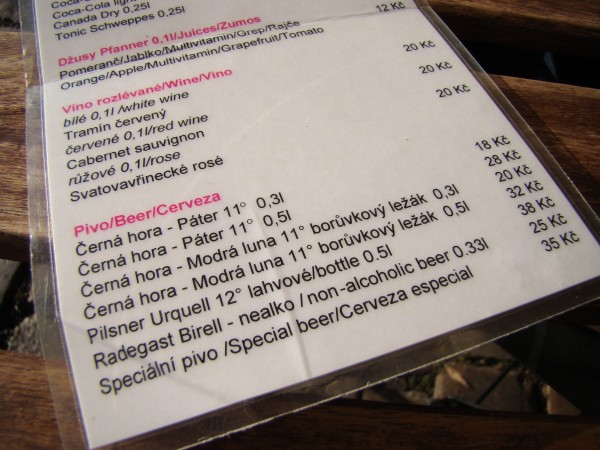 Coca-Cola light
Canada Dry 0,25l
Tonic Schweppes 0,25l
Džusy Pfanner 0,1l/Juices/Zumos 12 Kč
Pomeranč/Jablko/Multivitamin/Grep/Rajče
Orange/Apple/Multivitamin/Grapefruit/Tomato
Víno rozlévané/Wine/Vino
bílé 0,1l/white wine 20 Kč
Tramín červený
červené 0,1l/red wine 20 Kč
Cabernet sauvignon
růžové 0,1l/rose 20 Kč
Svatovavřinecké rosé
Pivo/Beer/Cerveza
Černá hora - Páter 11° 0,3l 18 Kč
Černá hora - Páter 11° 0,5l 28 Kč
Černá hora - Modrá luna 11° borůvkový ležák 0,3l 20 Kč
Černá hora - Modrá luna 11° borůvkový ležák 0,5l 32 Kč
Pilsner Urquell 12° lahvové/bottle 0.5l 38 Kč
Radegast Birell - nealko / non-alcoholic beer 0.33l 25 Kč
Speciální pivo /Special beer/Cerveza especial 35 Kč